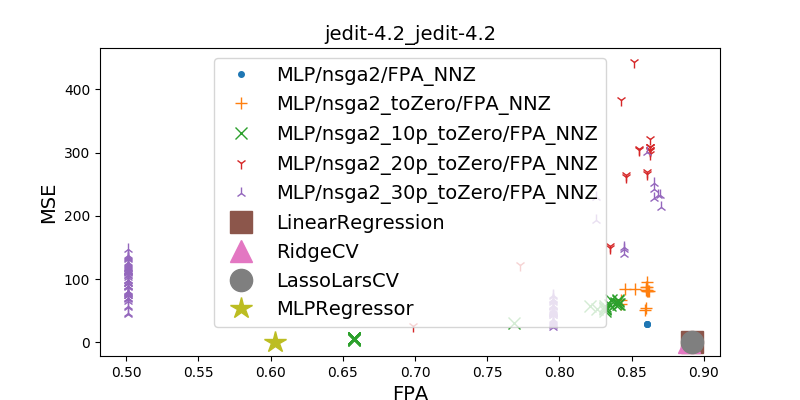 jedit-4.2_jedit-4.2
MSE
400
300
200
100
0
MLP/nsga2/FPA_NNZ
MLP/nsga2_toZero/FPA_NNZ
MLP/nsga2_10p_toZero/FPA_NNZ
MLP/nsga2_20p_toZero/FPA_NNZ
MLP/nsga2_30p_toZero/FPA_NNZ
LinearRegression
RidgeCV
LassoLarsCV
MLPRegressor
0.50 0.55 0.60 0.65 0.70 0.75 0.80 0.85 0.90
FPA